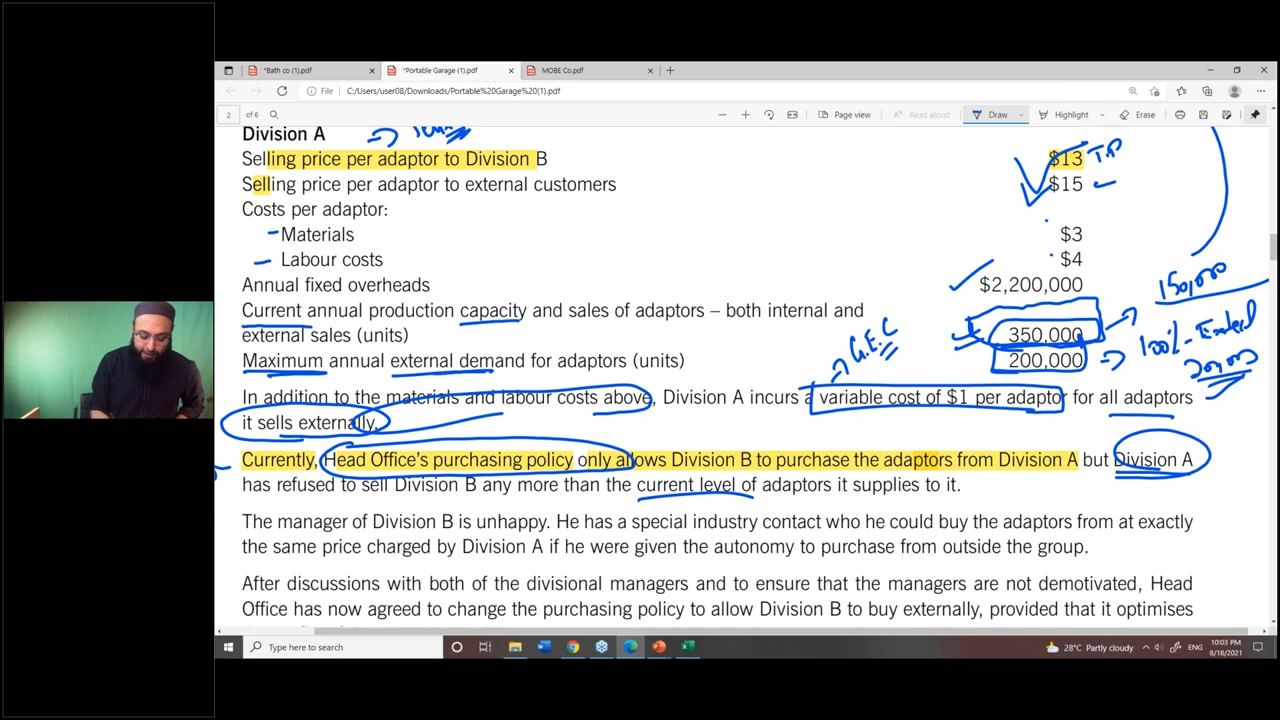 *Bath co (1).pdf
*Portable Garage (1).pdf
MOBE Co.pdf
File C:/Users/user08/Downloads/Portable%20Garage%20(1).pdf
2 of 6
Page view
Read aloud
Draw
Highlight
Erase
Division A
Selling price per adaptor to Division B $13 T.P
Selling price per adaptor to external customers $15
Costs per adaptor:
Materials $3
Labour costs $4
Annual fixed overheads $2,200,000
150,000
Current annual production capacity and sales of adaptors – both internal and
external sales (units) 350,000
Maximum annual external demand for adaptors (units) 200,000
100%
200,000
In addition to the materials and labour costs above, Division A incurs a variable cost of $1 per adaptor for all adaptors
it sells externally.
Currently, Head Office's purchasing policy only allows Division B to purchase the adaptors from Division A but Division A
has refused to sell Division B any more than the current level of adaptors it supplies to it.
The manager of Division B is unhappy. He has a special industry contact who he could buy the adaptors from at exactly
the same price charged by Division A if he were given the autonomy to purchase from outside the group.
After discussions with both of the divisional managers and to ensure that the managers are not demotivated, Head
Office has now agreed to change the purchasing policy to allow Division B to buy externally, provided that it optimises
Type here to search
28°C Partly cloudy
ENG
10:03 PM
8/18/2021